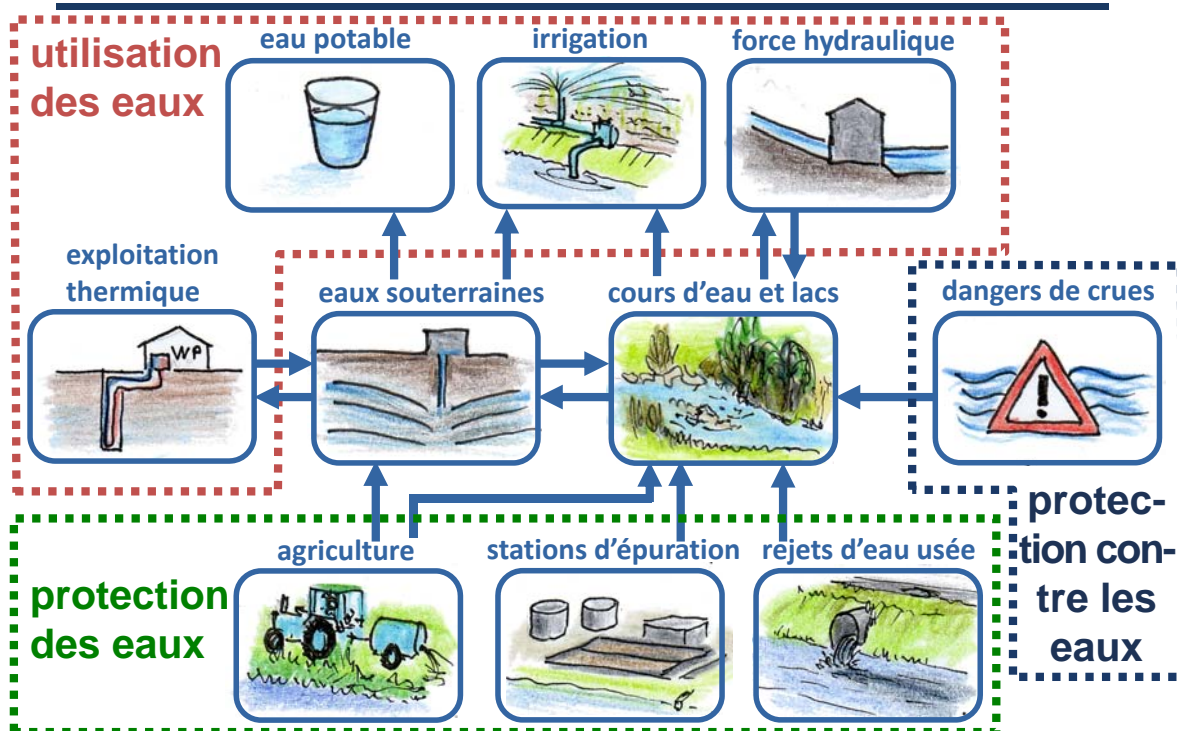 utilisation
des eaux
eau potable
irrigation
force hydraulique
exploitation
thermique
eaux souterraines
cours d'eau et lacs
dangers de crues
WP
!
protec-
tion con-
tre les
eaux
protection
des eaux
agriculture
stations d'épuration
rejets d'eau usée